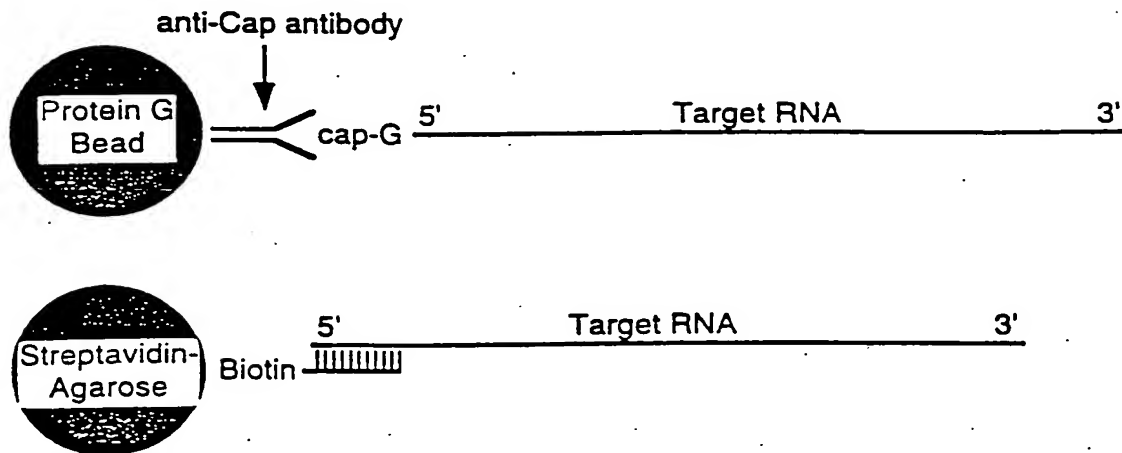 anti-Cap antibody
Protein G
Bead
cap-G
5'
Target RNA
3'
Streptavidin-
Agarose
Biotin
5'
Target RNA
3'